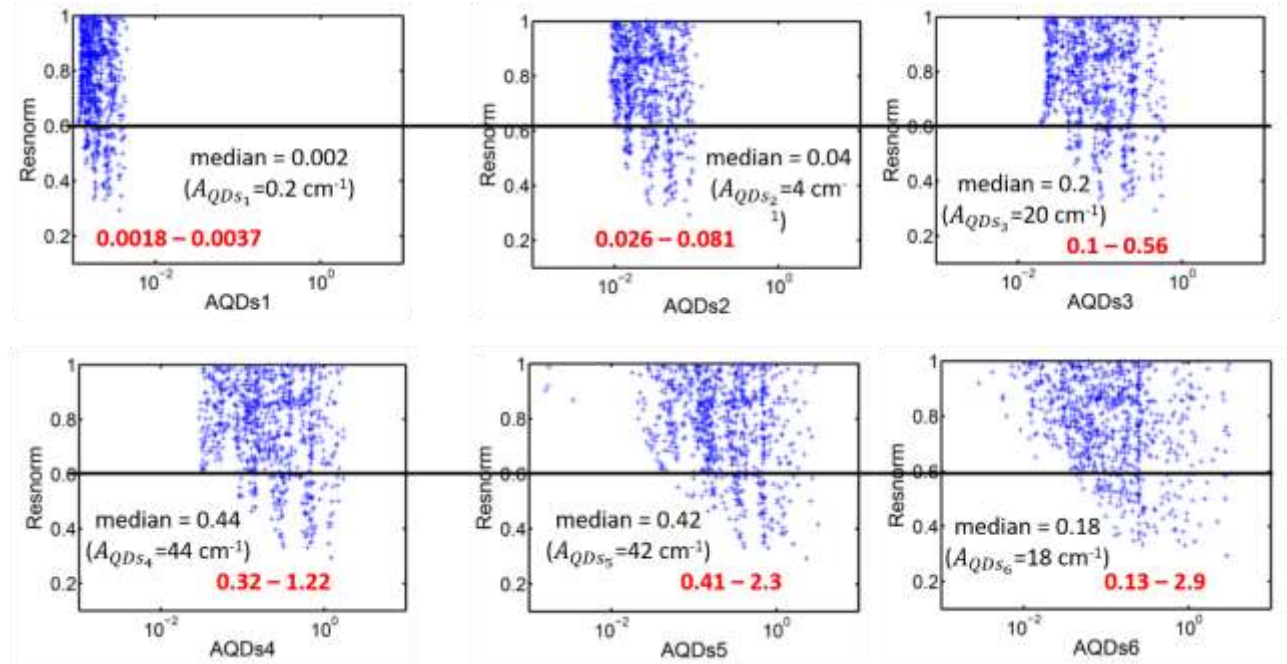 1
0.8
0.6
0.4
0.2
Resnorm
median = 0.002
(A_QDs₁=0.2 cm⁻¹)
0.0018 – 0.0037
10⁻²
10⁰
AQDs1
1
0.8
0.6
0.4
0.2
Resnorm
median = 0.04
(A_QDs₂=4 cm⁻
¹)
0.026 – 0.081
10⁻²
10⁰
AQDs2
1
0.8
0.6
0.4
0.2
Resnorm
median = 0.2
(A_QDs₃=20 cm⁻¹)
0.1 – 0.56
10⁻²
10⁰
AQDs3
1
0.8
0.6
0.4
0.2
Resnorm
median = 0.44
(A_QDs₄=44 cm⁻¹)
0.32 – 1.22
10⁻²
10⁰
AQDs4
1
0.8
0.6
0.4
0.2
Resnorm
median = 0.42
(A_QDs₅=42 cm⁻¹)
0.41 – 2.3
10⁻²
10⁰
AQDs5
1
0.8
0.6
0.4
0.2
Resnorm
median = 0.18
(A_QDs₆=18 cm⁻¹)
0.13 – 2.9
10⁻²
10⁰
AQDs6